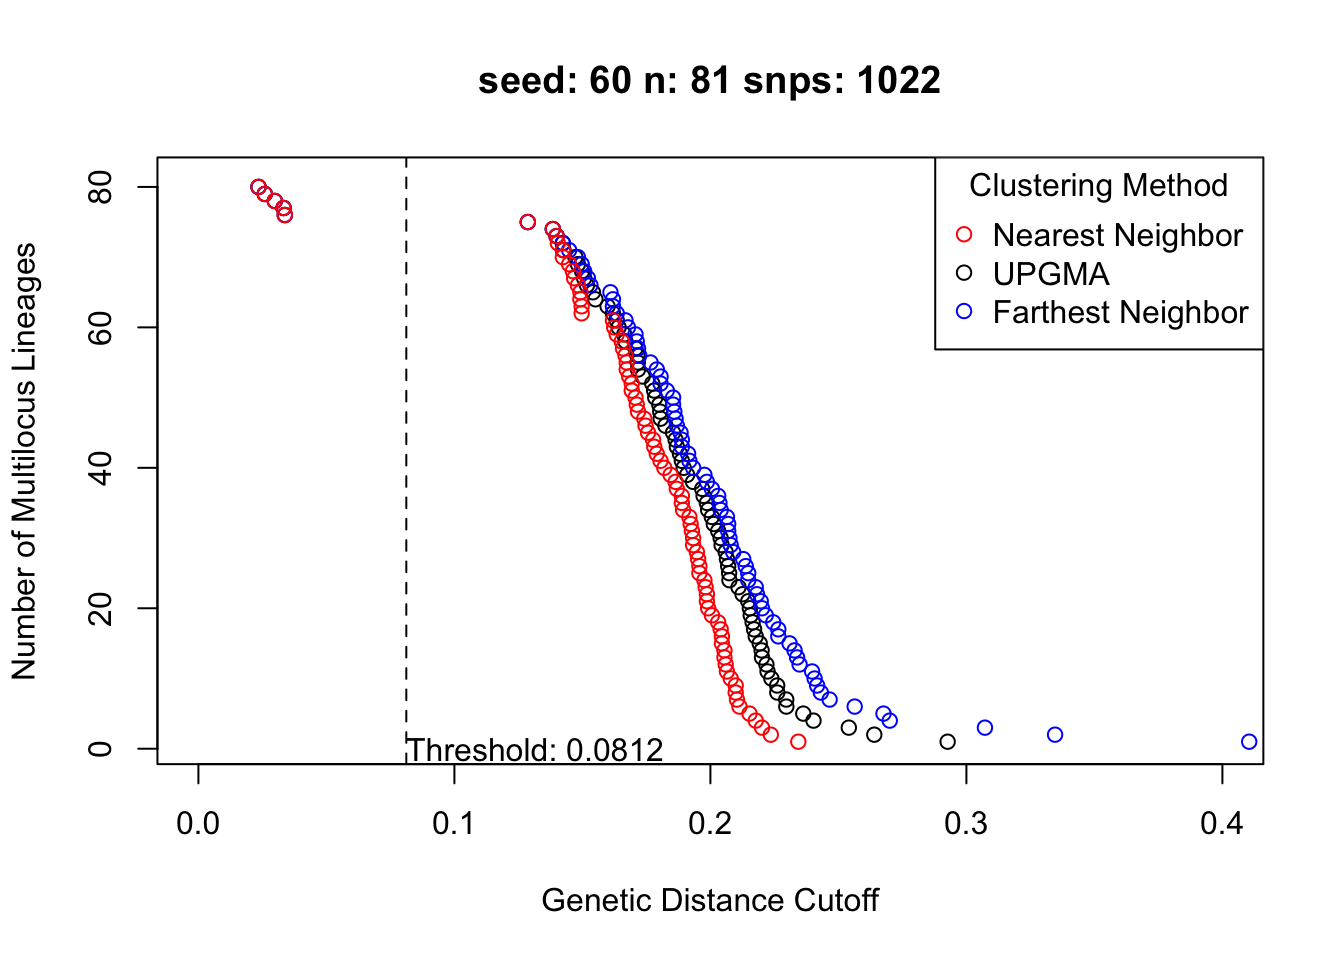 seed: 60 n: 81 snps: 1022
Number of Multilocus Lineages
80
60
40
20
0
Clustering Method
Nearest Neighbor
UPGMA
Farthest Neighbor
Threshold: 0.0812
0.0 0.1 0.2 0.3 0.4
Genetic Distance Cutoff